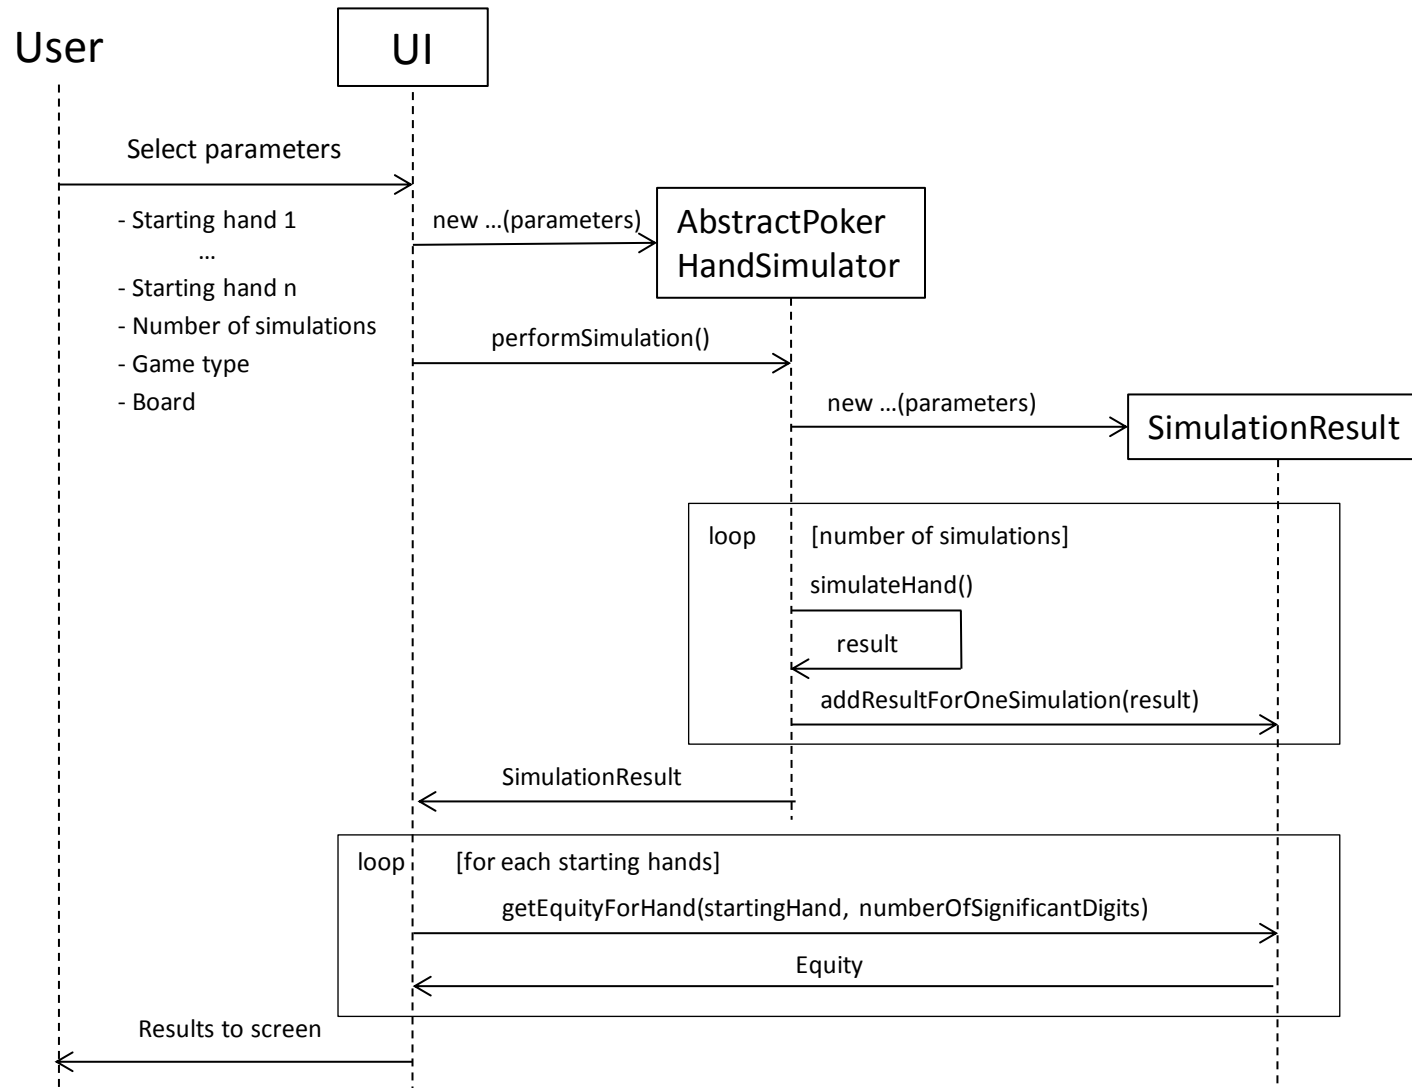 User
UI
Select parameters
- Starting hand 1
...
- Starting hand n
- Number of simulations
- Game type
- Board
new ...(parameters)
AbstractPoker
HandSimulator
performSimulation()
new ...(parameters)
SimulationResult
loop [number of simulations]
simulateHand()
result
addResultForOneSimulation(result)
SimulationResult
loop [for each starting hands]
getEquityForHand(startingHand, numberOfSignificantDigits)
Equity
Results to screen